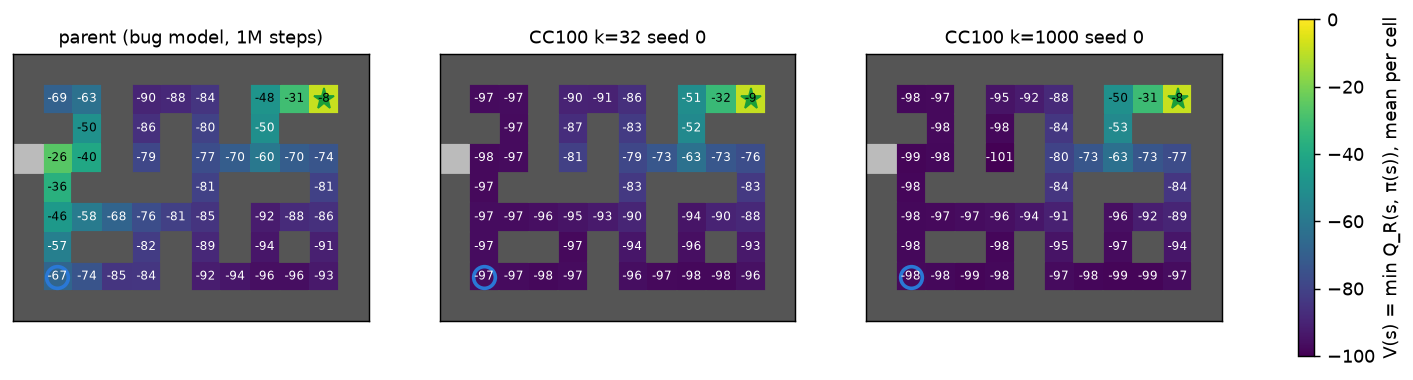 parent (bug model, 1M steps)
-69 -63 -90 -88 -84 -48 -31 -8
-50 -86 -80 -50
-26 -40 -79 -77 -70 -60 -70 -74
-36 -81 -81
-46 -58 -68 -76 -81 -85 -92 -88 -86
-57 -82 -89 -94 -91
-67 -74 -85 -84 -92 -94 -96 -96 -93
CC100 k=32 seed 0
-97 -97 -90 -91 -86 -51 -32 -9
-97 -87 -83 -52
-98 -97 -81 -79 -73 -63 -73 -76
-97 -83 -83
-97 -97 -96 -95 -93 -90 -94 -90 -88
-97 -97 -94 -96 -93
-97 -97 -98 -97 -96 -97 -98 -98 -96
CC100 k=1000 seed 0
-98 -97 -95 -92 -88 -50 -31 -8
-98 -98 -84 -53
-99 -98 -101 -80 -73 -63 -73 -77
-98 -84 -84
-98 -97 -97 -96 -94 -91 -96 -92 -89
-98 -98 -95 -97 -94
-98 -98 -99 -98 -97 -98 -99 -99 -97
0
−20
−40
−60
−80
−100
V(s) = min Q_R(s, π(s)), mean per cell